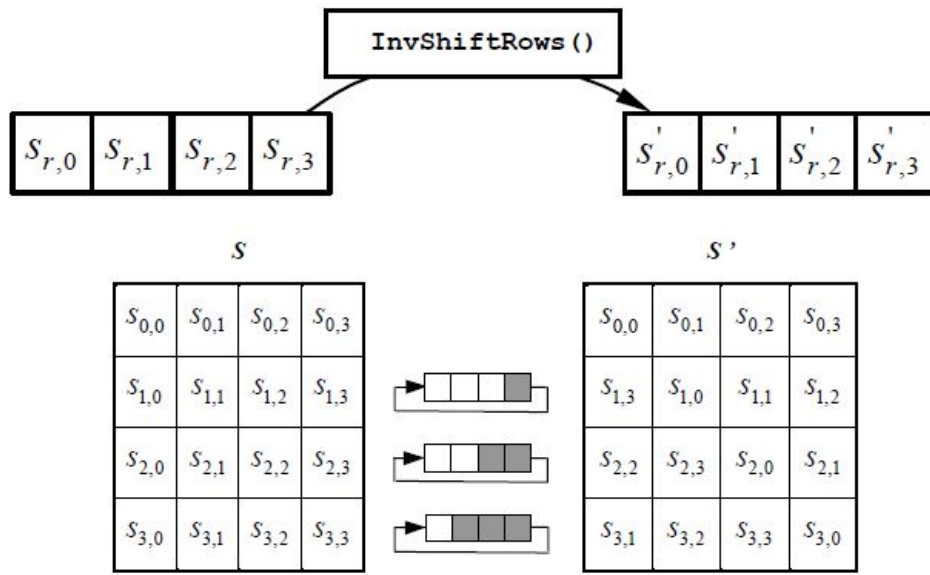 InvShiftRows()
S_{r,0} S_{r,1} S_{r,2} S_{r,3} S'_{r,0} S'_{r,1} S'_{r,2} S'_{r,3}
S S'
S_{0,0} S_{0,1} S_{0,2} S_{0,3} S_{0,0} S_{0,1} S_{0,2} S_{0,3}
S_{1,0} S_{1,1} S_{1,2} S_{1,3} S_{1,3} S_{1,0} S_{1,1} S_{1,2}
S_{2,0} S_{2,1} S_{2,2} S_{2,3} S_{2,2} S_{2,3} S_{2,0} S_{2,1}
S_{3,0} S_{3,1} S_{3,2} S_{3,3} S_{3,1} S_{3,2} S_{3,3} S_{3,0}